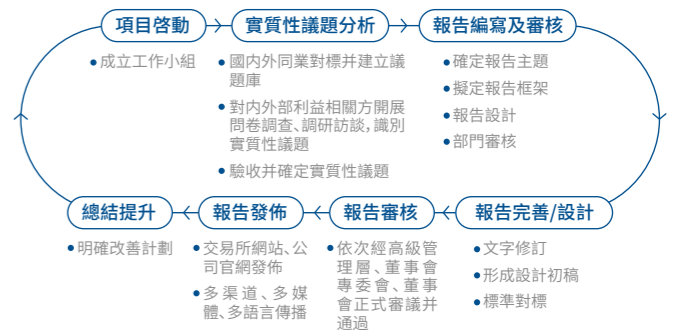 項目啓動
實質性議題分析
報告編寫及審核
成立工作小組
國内外同業對標并建立議
題庫
對内外部利益相關方開展
問卷調查、調研訪談，識別
實質性議題
驗收并確定實質性議題
確定報告主題
擬定報告框架
報告設計
部門審核
總結提升
報告發佈
報告審核
報告完善/設計
明確改善計劃
交易所網站、公
司官網發佈
多渠道、多媒
體、多語言傳播
依次經高級管
理層、董事會
專委會、董事
會正式審議并
通過
文字修訂
形成設計初稿
標準對標